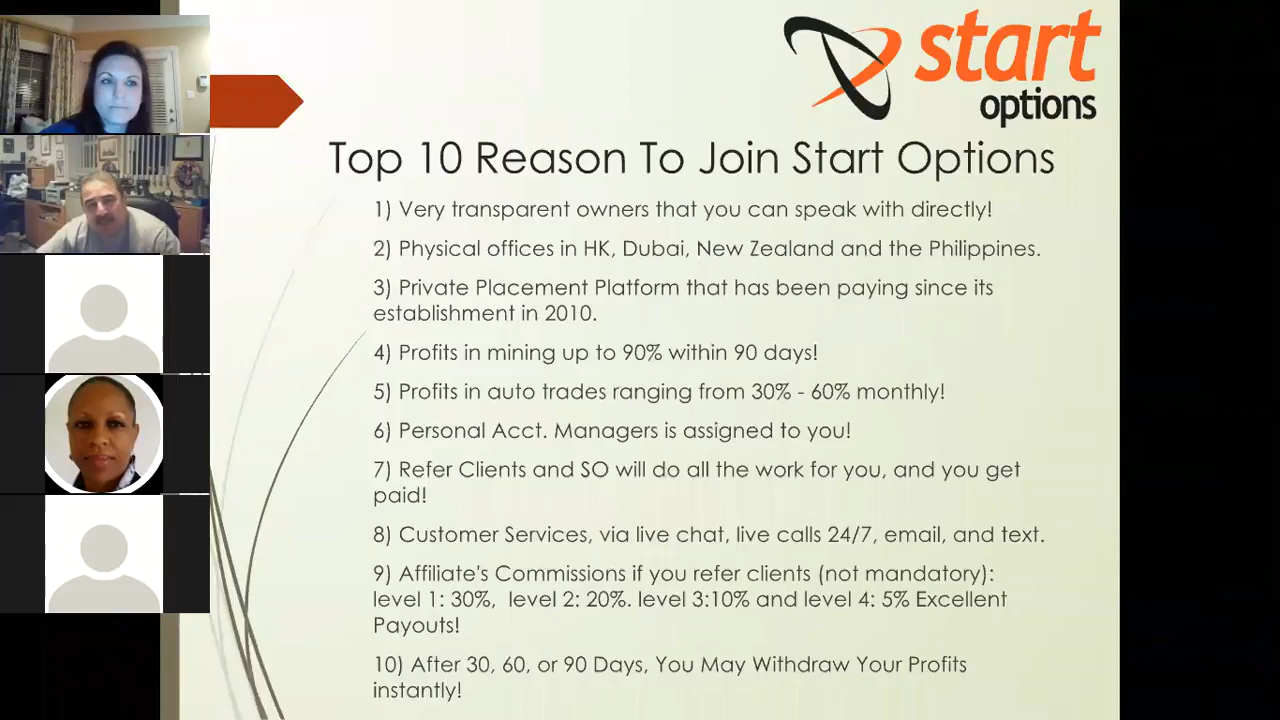 start
options
Top 10 Reason To Join Start Options
1) Very transparent owners that you can speak with directly!
2) Physical offices in HK, Dubai, New Zealand and the Philippines.
3) Private Placement Platform that has been paying since its
establishment in 2010.
4) Profits in mining up to 90% within 90 days!
5) Profits in auto trades ranging from 30% - 60% monthly!
6) Personal Acct. Managers is assigned to you!
7) Refer Clients and SO will do all the work for you, and you get
paid!
8) Customer Services, via live chat, live calls 24/7, email, and text.
9) Affiliate's Commissions if you refer clients (not mandatory):
level 1: 30%, level 2: 20%. level 3:10% and level 4: 5% Excellent
Payouts!
10) After 30, 60, or 90 Days, You May Withdraw Your Profits
instantly!